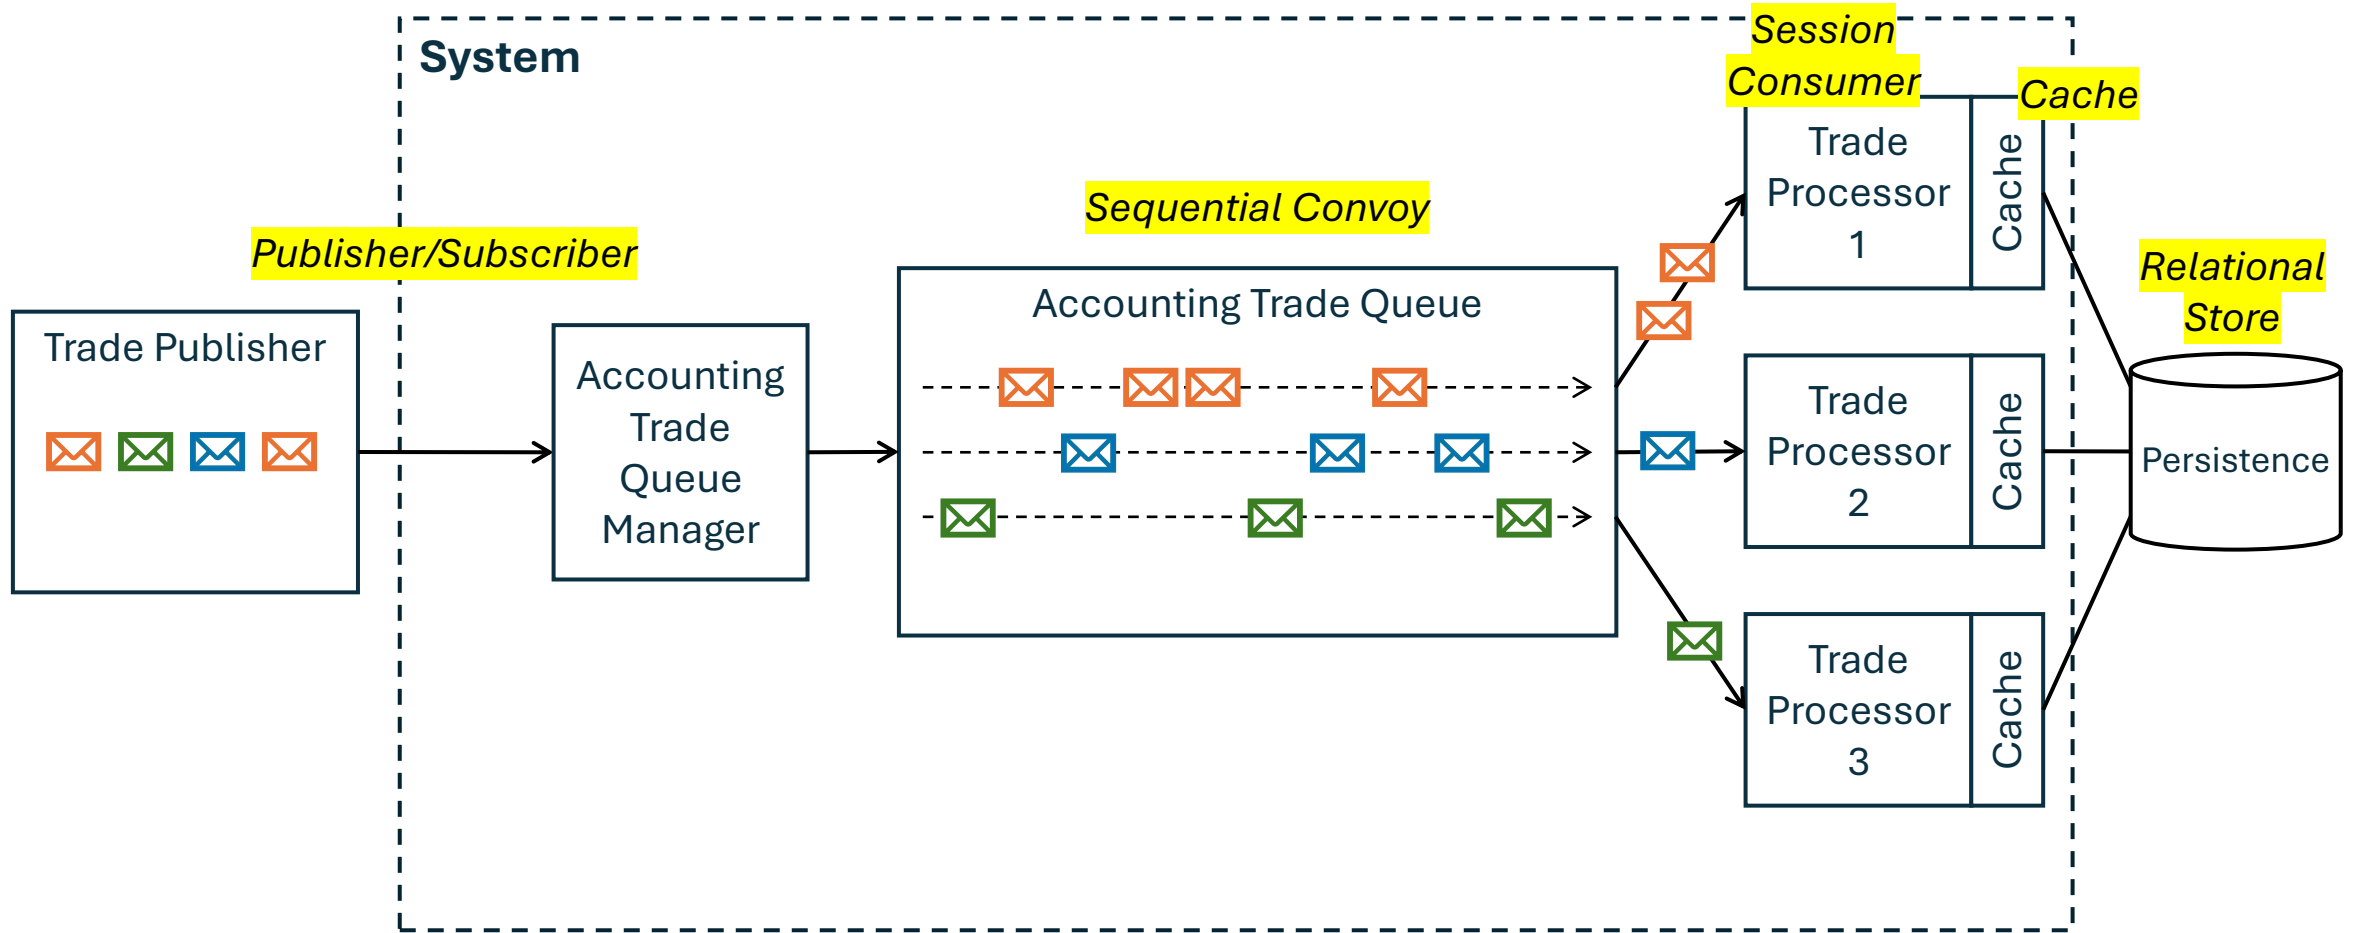 System
Session
Consumer
Cache
Trade
Processor
1
Cache
Sequential Convoy
Publisher/Subscriber
Relational
Store
Trade Publisher
Accounting
Trade
Queue
Manager
Accounting Trade Queue
Trade
Processor
2
Cache
Persistence
Trade
Processor
3
Cache